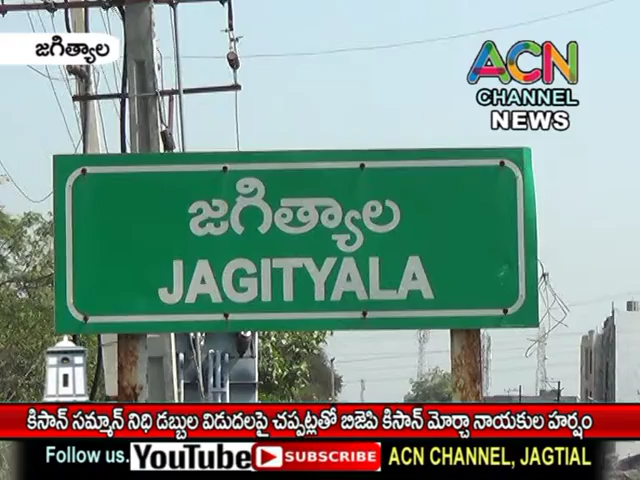 జగిత్యాల
ACN
CHANNEL
NEWS
జగిత్యాల
JAGITYALA
కిసాన్ సమ్మాన్ నిధి డబ్బుల విడుదలపై చప్పట్లతో బిజెపి కిసాన్ మోర్చా నాయకుల హర్షం
Follow us. YouTube SUBSCRIBE ACN CHANNEL, JAGTIAL